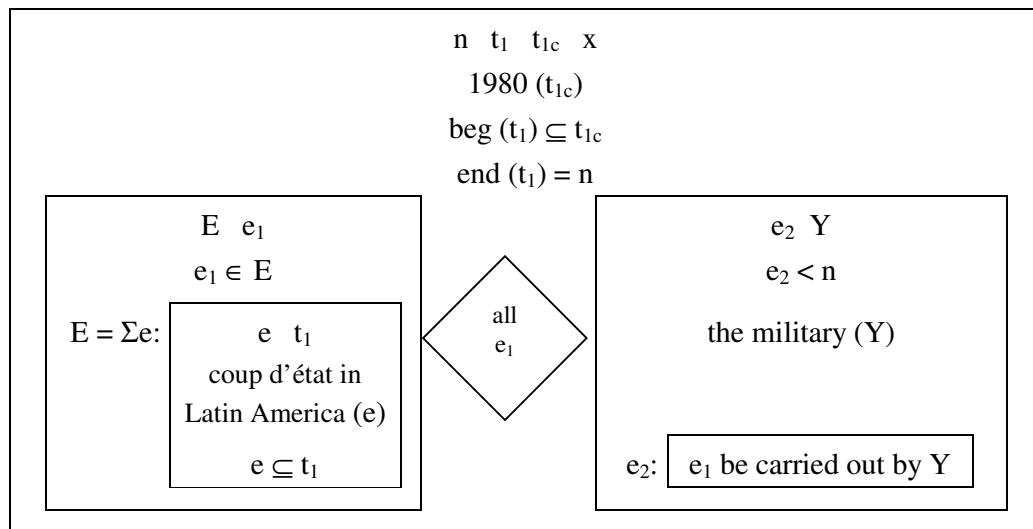 n t₁ t₁c x
1980 (t₁c)
beg (t₁) ⊆ t₁c
end (t₁) = n
E e₁
e₁ ∈ E
E = Σe:
e t₁
coup d'état in
Latin America (e)
e ⊆ t₁
all
e₁
e₂ Y
e₂ < n
the military (Y)
e₂:
e₁ be carried out by Y